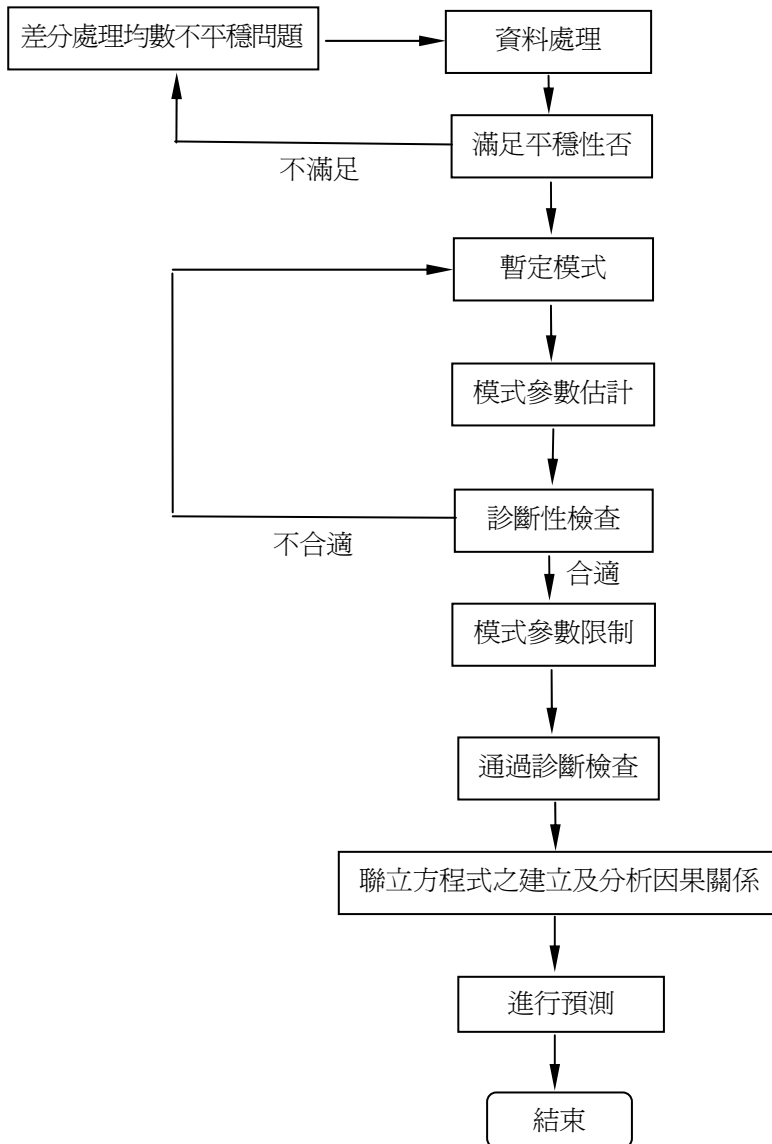 差分處理均數不平穩問題
資料處理
滿足平穩性否
不滿足
暫定模式
模式參數估計
診斷性檢查
不合適
合適
模式參數限制
通過診斷檢查
聯立方程式之建立及分析因果關係
進行預測
結束